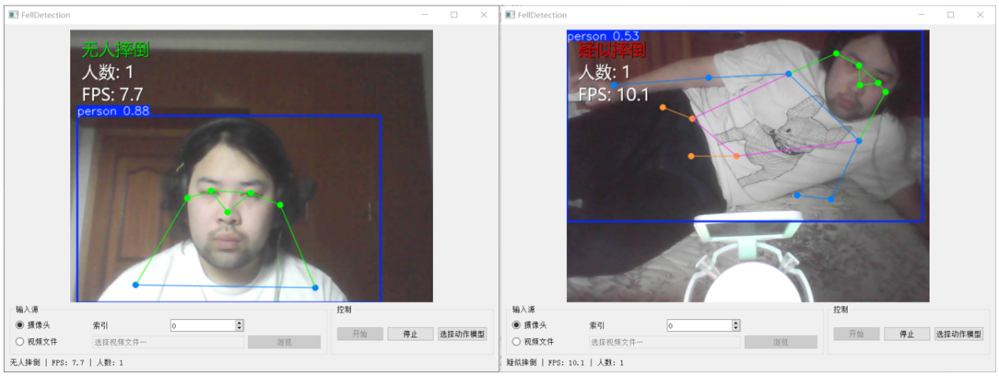 FellDetection
无人摔倒
人数: 1
FPS: 7.7
person 0.88
输入源
摄像头
索引
0
视频文件
选择视频文件…
浏览
控制
开始
停止
选择动作模型
无人摔倒 | FPS: 7.7 | 人数: 1
FellDetection
person 0.53
疑似摔倒
人数: 1
FPS: 10.1
输入源
摄像头
索引
0
视频文件
选择视频文件…
浏览
控制
开始
停止
选择动作模型
疑似摔倒 | FPS: 10.1 | 人数: 1